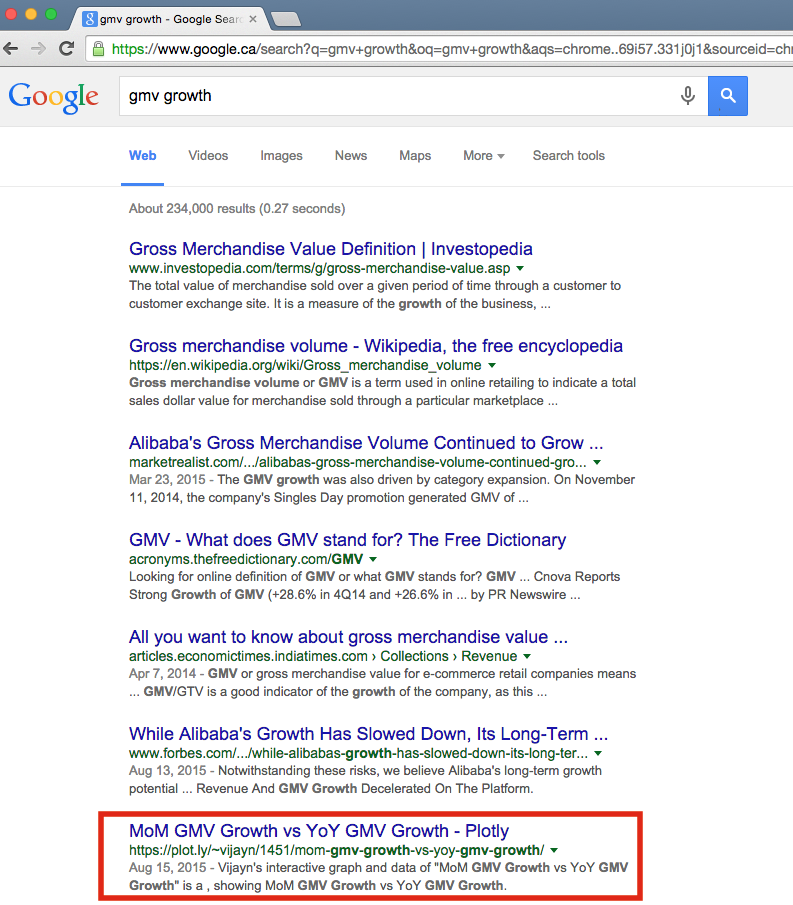 gmv growth - Google Sear
https://www.google.ca/search?q=gmv+growth&oq=gmv+growth&aqs=chrome..69i57.331j0j1&sourceid=chr
Google
gmv growth
Web Videos Images News Maps More Search tools
About 234,000 results (0.27 seconds)
Gross Merchandise Value Definition | Investopedia
www.investopedia.com/terms/g/gross-merchandise-value.asp
The total value of merchandise sold over a given period of time through a customer to
customer exchange site. It is a measure of the growth of the business, ...
Gross merchandise volume - Wikipedia, the free encyclopedia
https://en.wikipedia.org/wiki/Gross_merchandise_volume
Gross merchandise volume or GMV is a term used in online retailing to indicate a total
sales dollar value for merchandise sold through a particular marketplace ...
Alibaba's Gross Merchandise Volume Continued to Grow ...
marketrealist.com/.../alibabas-gross-merchandise-volume-continued-gro...
Mar 23, 2015 - The GMV growth was also driven by category expansion. On November
11, 2014, the company's Singles Day promotion generated GMV of ...
GMV - What does GMV stand for? The Free Dictionary
acronyms.thefreedictionary.com/GMV
Looking for online definition of GMV or what GMV stands for? GMV ... Cnova Reports
Strong Growth of GMV (+28.6% in 4Q14 and +26.6% in ... by PR Newswire ...
All you want to know about gross merchandise value ...
articles.economictimes.indiatimes.com › Collections › Revenue
Apr 7, 2014 - GMV or gross merchandise value for e-commerce retail companies means
... GMV/GTV is a good indicator of the growth of the company, as this ...
While Alibaba's Growth Has Slowed Down, Its Long-Term ...
www.forbes.com/.../while-alibabas-growth-has-slowed-down-its-long-ter...
Aug 13, 2015 - Notwithstanding these risks, we believe Alibaba's long-term growth
potential ... Revenue And GMV Growth Decelerated On The Platform.
MoM GMV Growth vs YoY GMV Growth - Plotly
https://plot.ly/~vijayn/1451/mom-gmv-growth-vs-yoy-gmv-growth/
Aug 15, 2015 - Vijayn's interactive graph and data of "MoM GMV Growth vs YoY GMV
Growth" is a , showing MoM GMV Growth vs YoY GMV Growth.